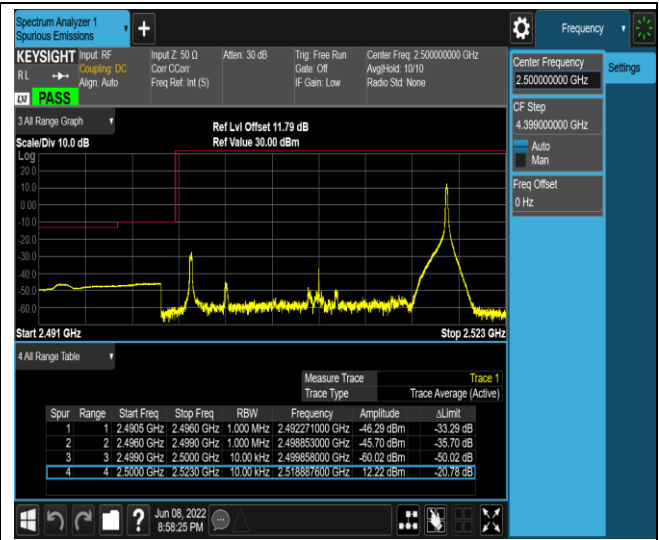 Spectrum Analyzer 1
Spurious Emissions
Frequency
KEYSIGHT
R L
LXI
PASS
Input: RF
Coupling: DC
Align: Auto
Input Z: 50 Ω
Corr CCorr
Freq Ref: Int (S)
Atten: 30 dB
Trig: Free Run
Gate: Off
IF Gain: Low
Center Freq: 2.500000000 GHz
Avg|Hold: 10/10
Radio Std: None
Center Frequency
2.500000000 GHz
Settings
CF Step
4.399000000 GHz
Auto
Man
Freq Offset
0 Hz
3 All Range Graph
Scale/Div 10.0 dB
Ref Lvl Offset 11.79 dB
Ref Value 30.00 dBm
Log
20.0
10.0
0.00
-10.0
-20.0
-30.0
-40.0
-50.0
-60.0
Start 2.491 GHz Stop 2.523 GHz
4 All Range Table
Measure Trace Trace 1
Trace Type Trace Average (Active)
Spur Range Start Freq Stop Freq RBW Frequency Amplitude ΔLimit
1 1 2.4905 GHz 2.4960 GHz 1.000 MHz 2.492271000 GHz -46.29 dBm -33.29 dB
2 2 2.4960 GHz 2.4990 GHz 1.000 MHz 2.498853000 GHz -45.70 dBm -35.70 dB
3 3 2.4990 GHz 2.5000 GHz 10.00 kHz 2.499858000 GHz -60.02 dBm -50.02 dB
4 4 2.5000 GHz 2.5230 GHz 10.00 kHz 2.518887600 GHz 12.22 dBm -20.78 dB
?
Jun 08, 2022
8:58:25 PM